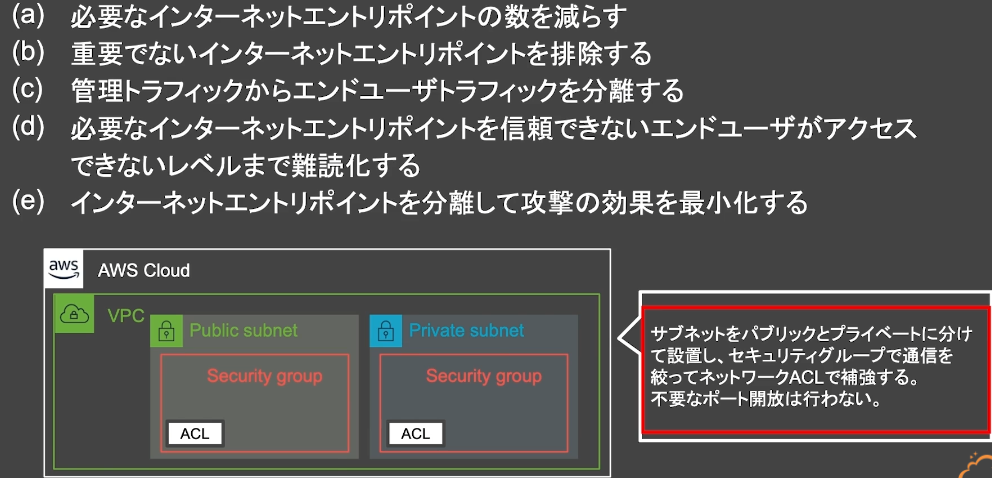 (a) 必要なインターネットエントリポイントの数を減らす
(b) 重要でないインターネットエントリポイントを排除する
(c) 管理トラフィックからエンドユーザトラフィックを分離する
(d) 必要なインターネットエントリポイントを信頼できないエンドユーザがアクセス
できないレベルまで難読化する
(e) インターネットエントリポイントを分離して攻撃の効果を最小化する
aws AWS Cloud
VPC
Public subnet
Private subnet
Security group
Security group
ACL
ACL
サブネットをパブリックとプライベートに分け
て設置し、セキュリティグループで通信を
絞ってネットワークACLで補強する。
不要なポート開放は行わない。